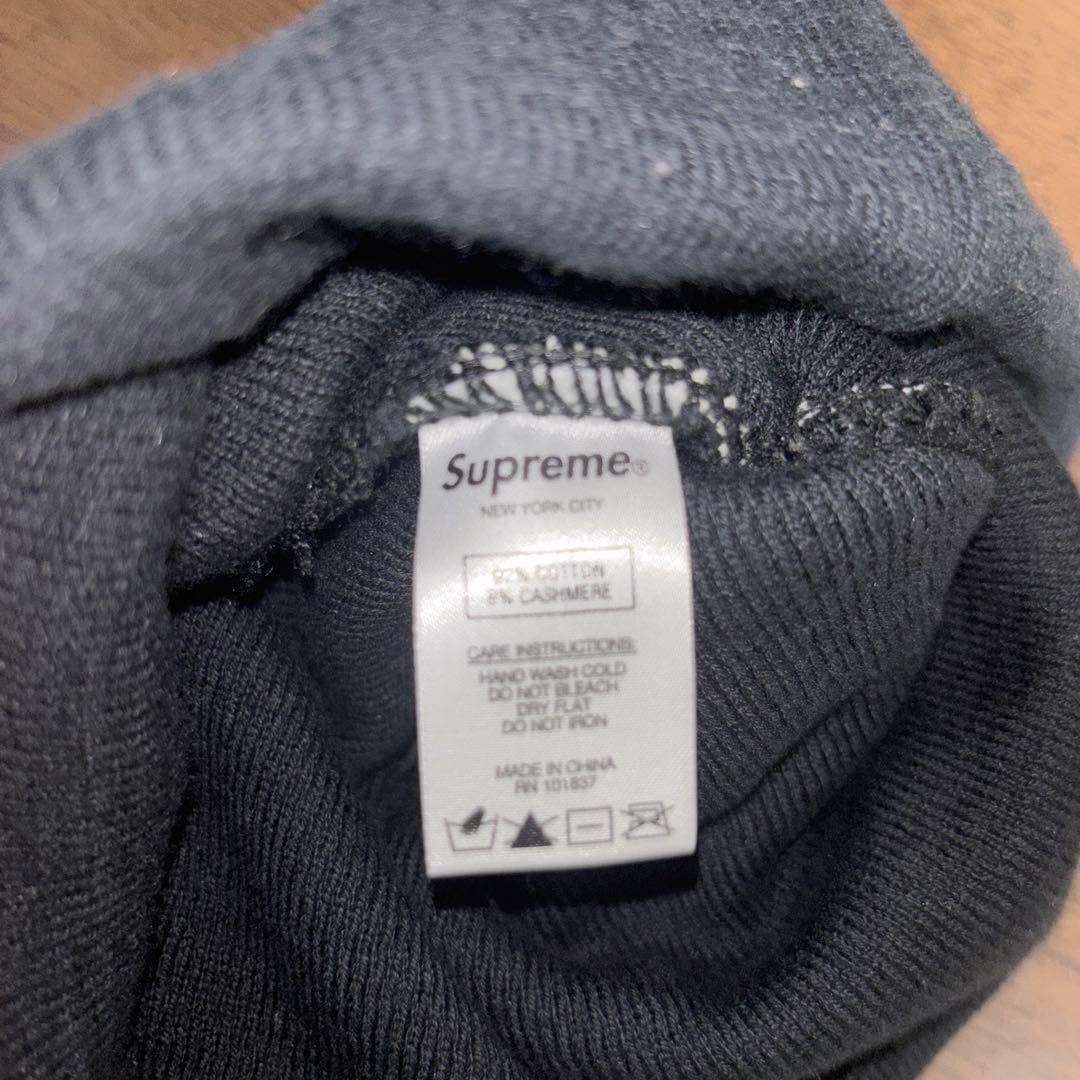 Supreme®
NEW YORK CITY
92% COTTON
8% CASHMERE
CARE INSTRUCTIONS:
HAND WASH COLD
DO NOT BLEACH
DRY FLAT
DO NOT IRON
MADE IN CHINA
RN 101837